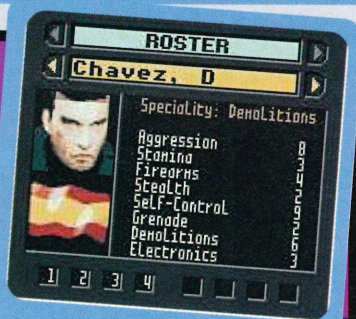 ROSTER
Chavez, D
Speciality: Demolitions
Aggression 8
Stamina 3
Firearms 4
Stealth 2
Self-Control 9
Grenade 2
Demolitions 6
Electronics 3
1 2 3 4